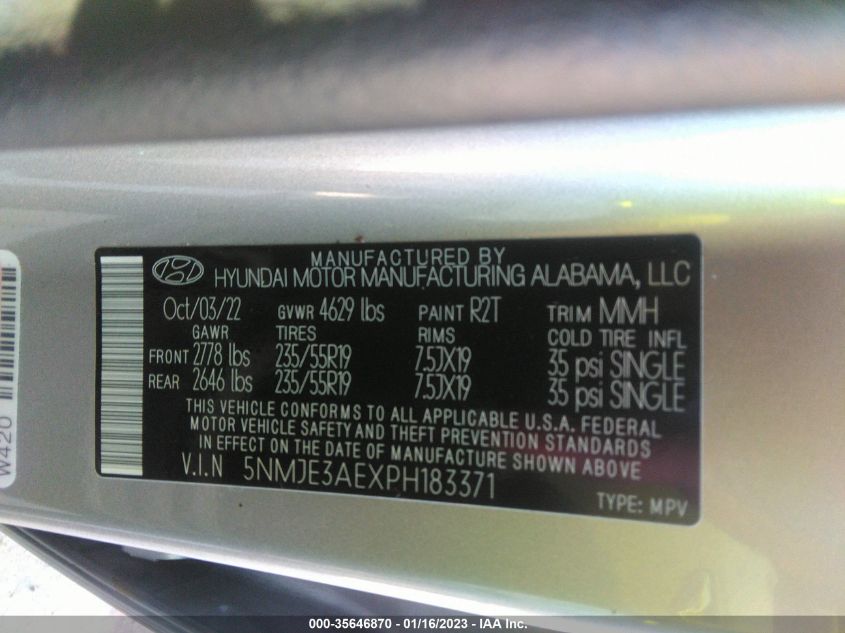 MANUFACTURED BY
HYUNDAI MOTOR MANUFACTURING ALABAMA, LLC
Oct/03/22 GVWR 4629 lbs PAINT R2T TRIM MMH
GAWR TIRES RIMS COLD TIRE INFL
FRONT 2778 lbs 235/55R19 7.5JX19 35 psi SINGLE
REAR 2646 lbs 235/55R19 7.5JX19 35 psi SINGLE
THIS VEHICLE CONFORMS TO ALL APPLICABLE U.S.A. FEDERAL
MOTOR VEHICLE SAFETY AND THEFT PREVENTION STANDARDS
IN EFFECT ON THE DATE OF MANUFACTURE SHOWN ABOVE
V.I.N 5NMJE3AEXPH183371
TYPE: MPV
W420
000-35646870 - 01/16/2023 - IAA Inc.